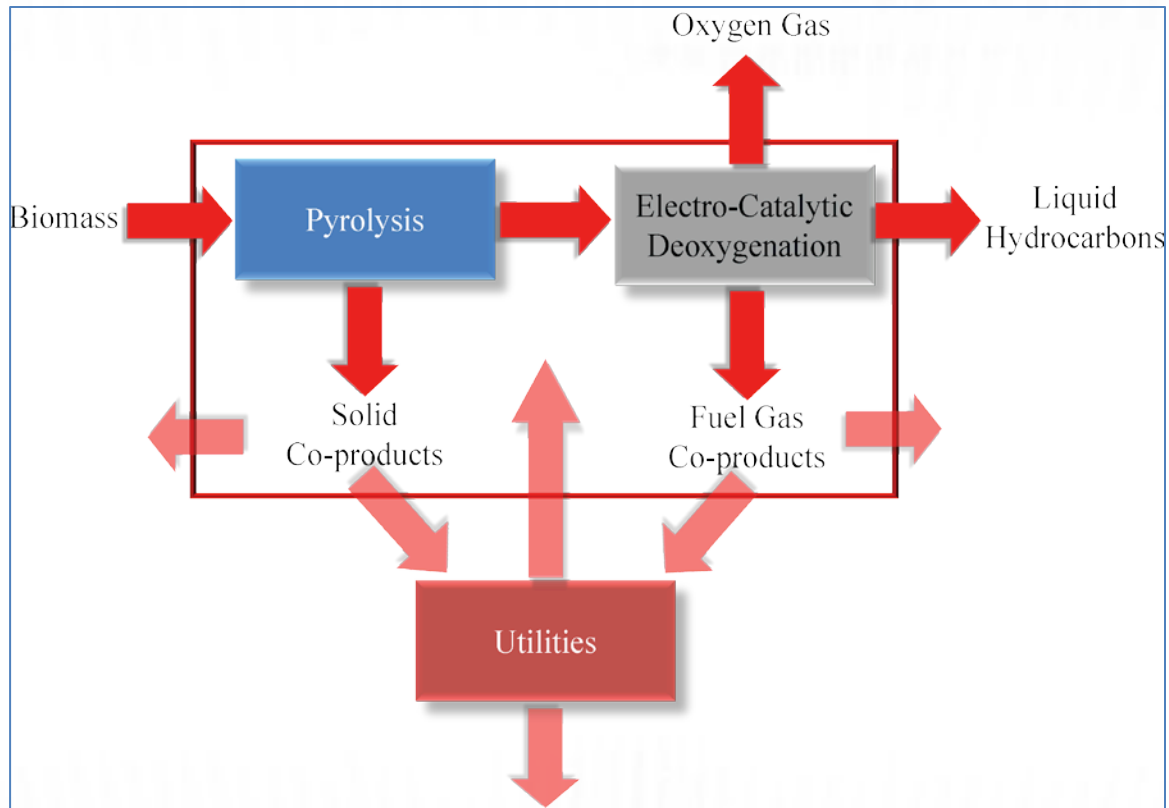 Oxygen Gas
Biomass
Pyrolysis
Electro-Catalytic
Deoxygenation
Liquid
Hydrocarbons
Solid
Co-products
Fuel Gas
Co-products
Utilities